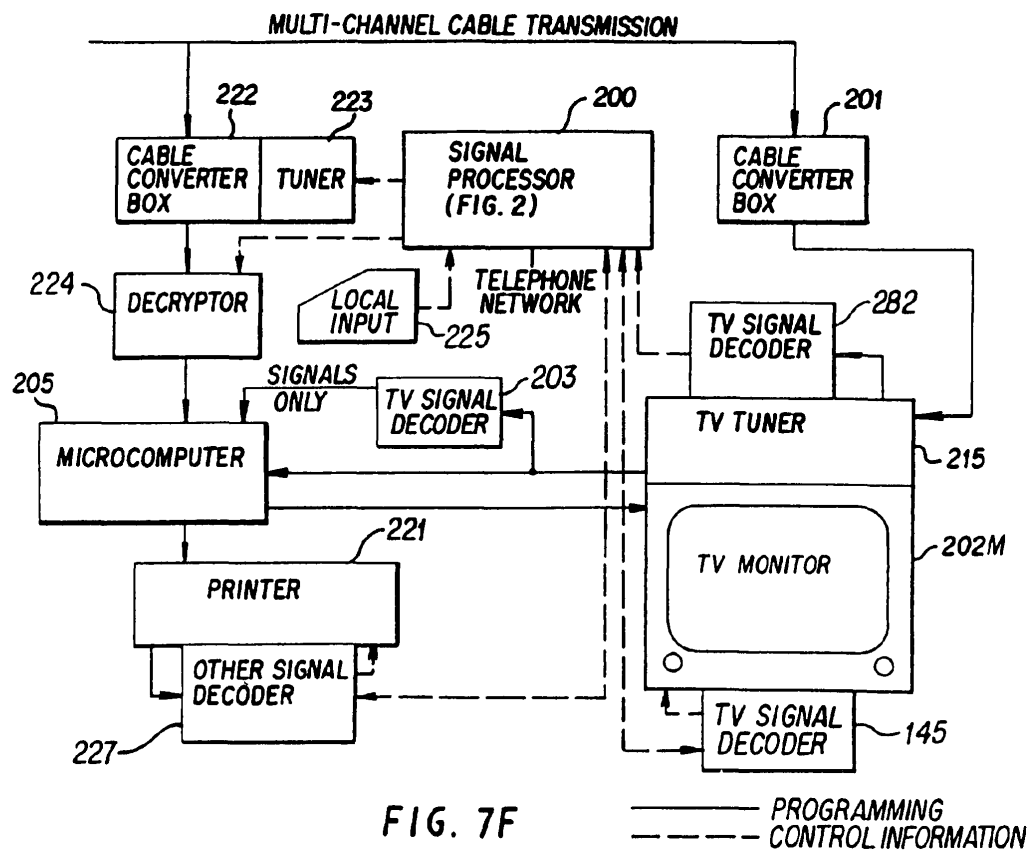 MULTI-CHANNEL CABLE TRANSMISSION
222
223
200
201
CABLE
CONVERTER
BOX
TUNER
SIGNAL
PROCESSOR
(FIG. 2)
CABLE
CONVERTER
BOX
224
DECRYPTOR
LOCAL
INPUT
225
TELEPHONE
NETWORK
282
TV SIGNAL
DECODER
205
SIGNALS
ONLY
203
TV SIGNAL
DECODER
MICROCOMPUTER
TV TUNER
215
221
PRINTER
TV MONITOR
202M
OTHER SIGNAL
DECODER
227
TV SIGNAL
DECODER
145
FIG. 7F
PROGRAMMING
CONTROL INFORMATION